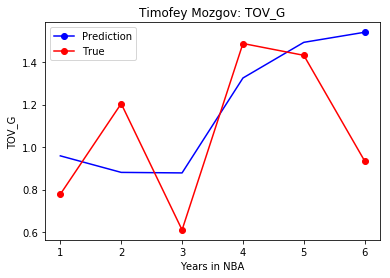 Timofey Mozgov: TOV_G
Prediction
True
TOV_G
1.4
1.2
1.0
0.8
0.6
1 2 3 4 5 6
Years in NBA